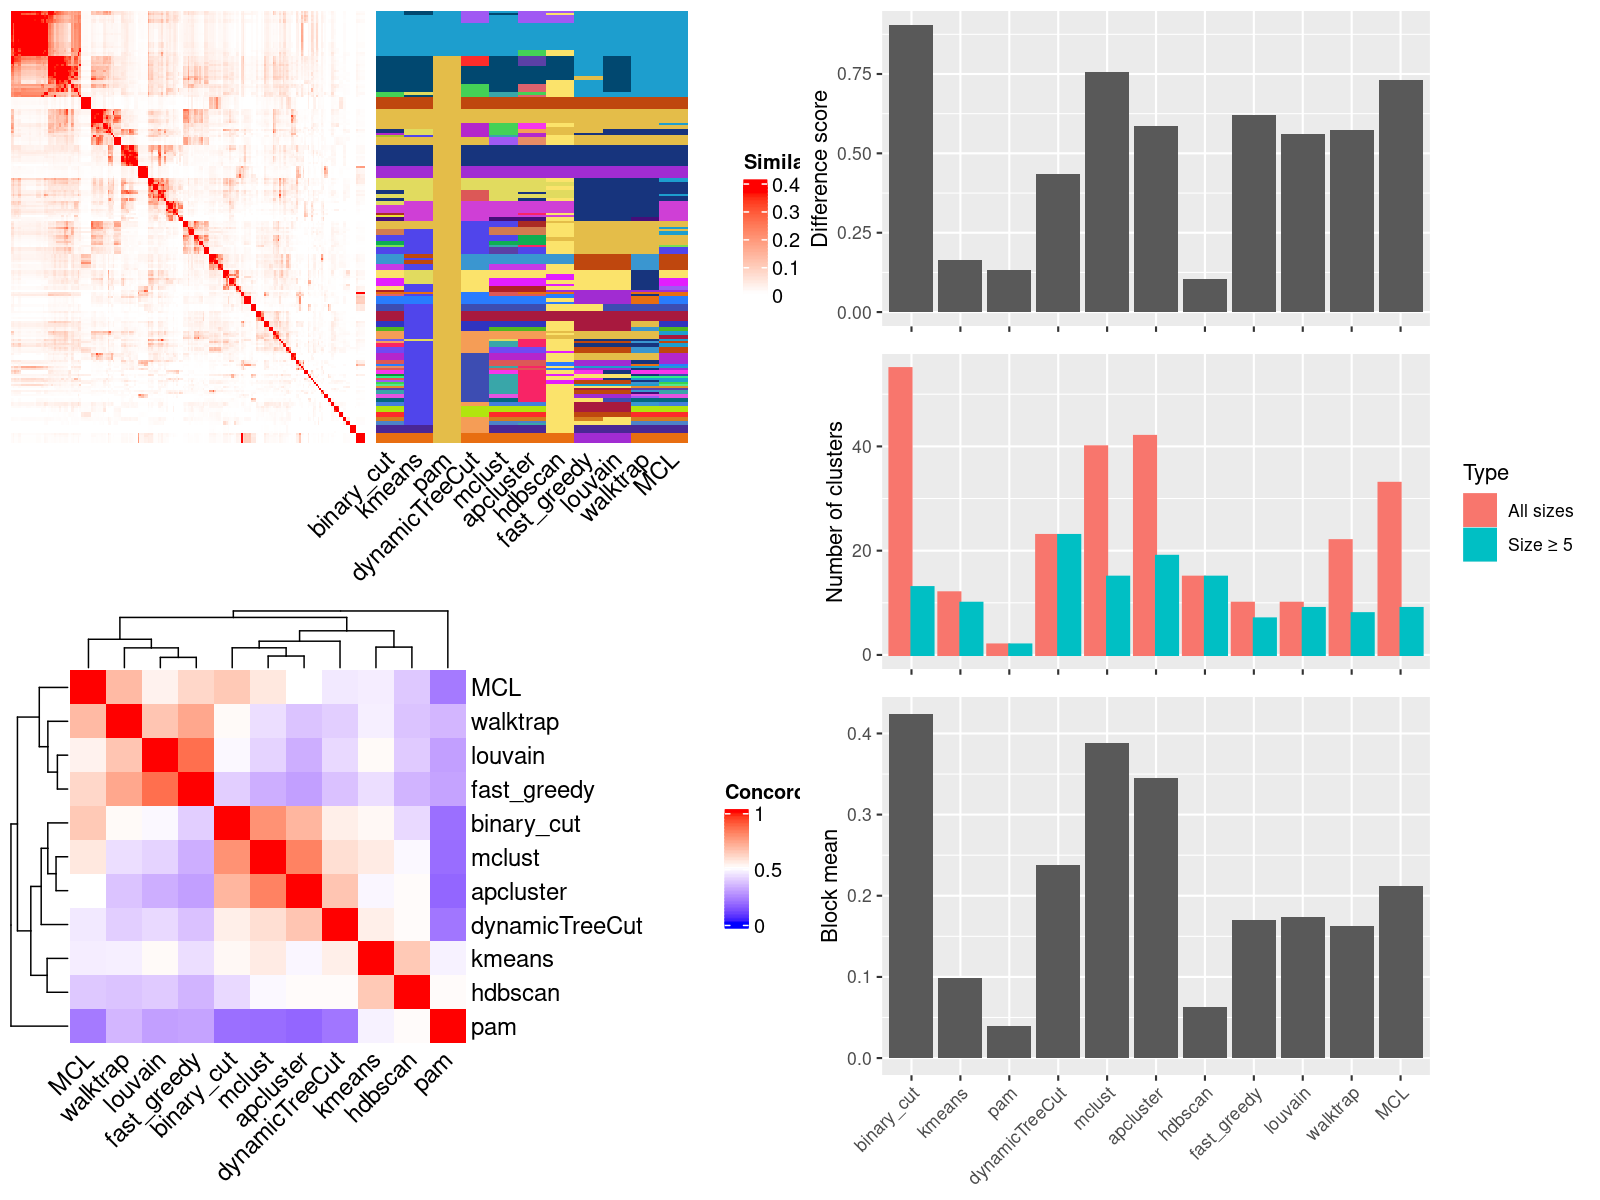 Simila
0.4
0.3
0.2
0.1
0
binary_cut
kmeans
pam
dynamicTreeCut
mclust
apcluster
hdbscan
fast_greedy
louvain
walktrap
MCL
Difference score
0.75
0.50
0.25
0.00
Number of clusters
40
20
0
Type
All sizes
Size ≥ 5
MCL
walktrap
louvain
fast_greedy
binary_cut
mclust
apcluster
dynamicTreeCut
kmeans
hdbscan
pam
MCL
walktrap
louvain
fast_greedy
binary_cut
mclust
apcluster
dynamicTreeCut
kmeans
hdbscan
pam
Concord
1
0.5
0
Block mean
0.4
0.3
0.2
0.1
0.0
binary_cut
kmeans
pam
dynamicTreeCut
mclust
apcluster
hdbscan
fast_greedy
louvain
walktrap
MCL